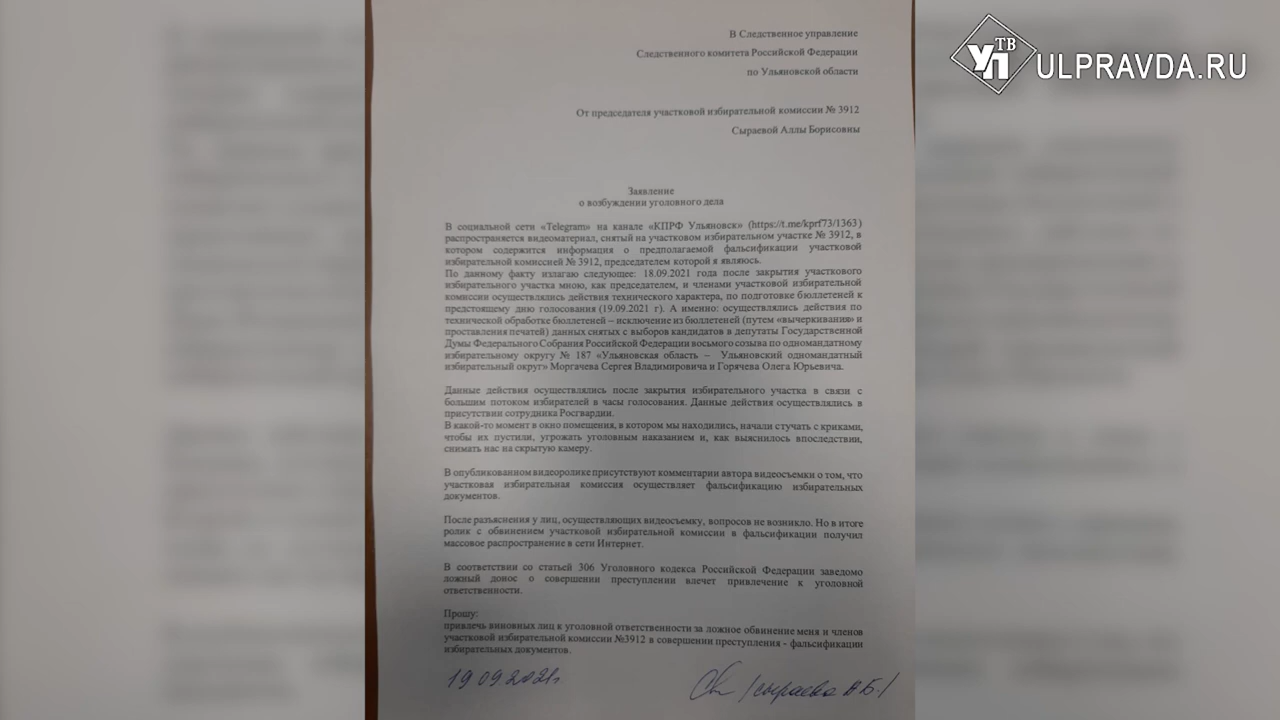 УП ТВ ULPRAVDA.RU
В Следственное управление
Следственного комитета Российской Федерации
по Ульяновской области
От председателя участковой избирательной комиссии № 3912
Сыраевой Аллы Борисовны
Заявление
о возбуждении уголовного дела
В социальной сети «Telegram» на канале «КПРФ Ульяновск» (https://t.me/kprf73/1363)
распространяется видеоматериал, снятый на участковом избирательном участке № 3912, в
котором содержится информация о предполагаемой фальсификации участковой
избирательной комиссией № 3912, председателем которой я являюсь.
По данному факту излагаю следующее: 18.09.2021 года после закрытия участкового
избирательного участка мною, как председателем, и членами участковой избирательной
комиссии осуществлялись действия технического характера, по подготовке бюллетеней к
предстоящему дню голосования (19.09.2021 г). А именно: осуществлялись действия по
технической обработке бюллетеней – исключение из бюллетеней (путем «вычеркивания» и
проставления печатей) данных снятых с выборов кандидатов в депутаты Государственной
Думы Федерального Собрания Российской Федерации восьмого созыва по одномандатному
избирательному округу № 187 «Ульяновская область – Ульяновский одномандатный
избирательный округ» Моргачева Сергея Владимировича и Горячева Олега Юрьевича.
Данные действия осуществлялись после закрытия избирательного участка в связи с
большим потоком избирателей в часы голосования. Данные действия осуществлялись в
присутствии сотрудника Росгвардии.
В какой-то момент в окно помещения, в котором мы находились, начали стучать с криками,
чтобы их пустили, угрожать уголовным наказанием и, как выяснилось впоследствии,
снимать нас на скрытую камеру.
В опубликованном видеоролике присутствуют комментарии автора видеосъемки о том, что
участковая избирательная комиссия осуществляет фальсификацию избирательных
документов.
После разъяснения у лиц, осуществляющих видеосъемку, вопросов не возникло. Но в итоге
ролик с обвинением участковой избирательной комиссии в фальсификации получил
массовое распространение в сети Интернет.
В соответствии со статьей 306 Уголовного кодекса Российской Федерации заведомо
ложный донос о совершении преступлении влечет привлечение к уголовной
ответственности.
Прошу:
привлечь виновных лиц к уголовной ответственности за ложное обвинение меня и членов
участковой избирательной комиссии №3912 в совершении преступления - фальсификации
избирательных документов.
19.09.2021г /Сыраева А.Б./